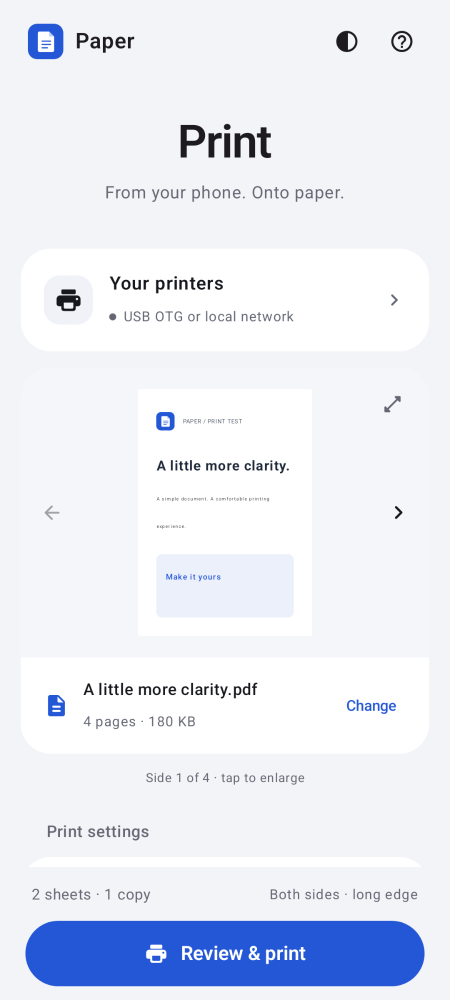 Paper
Print
From your phone. Onto paper.
Your printers
USB OTG or local network
PAPER / PRINT TEST
A little more clarity.
A simple document. A comfortable printing
experience.
Make it yours
A little more clarity.pdf
4 pages · 180 KB
Change
Side 1 of 4 · tap to enlarge
Print settings
2 sheets · 1 copy
Both sides · long edge
Review & print